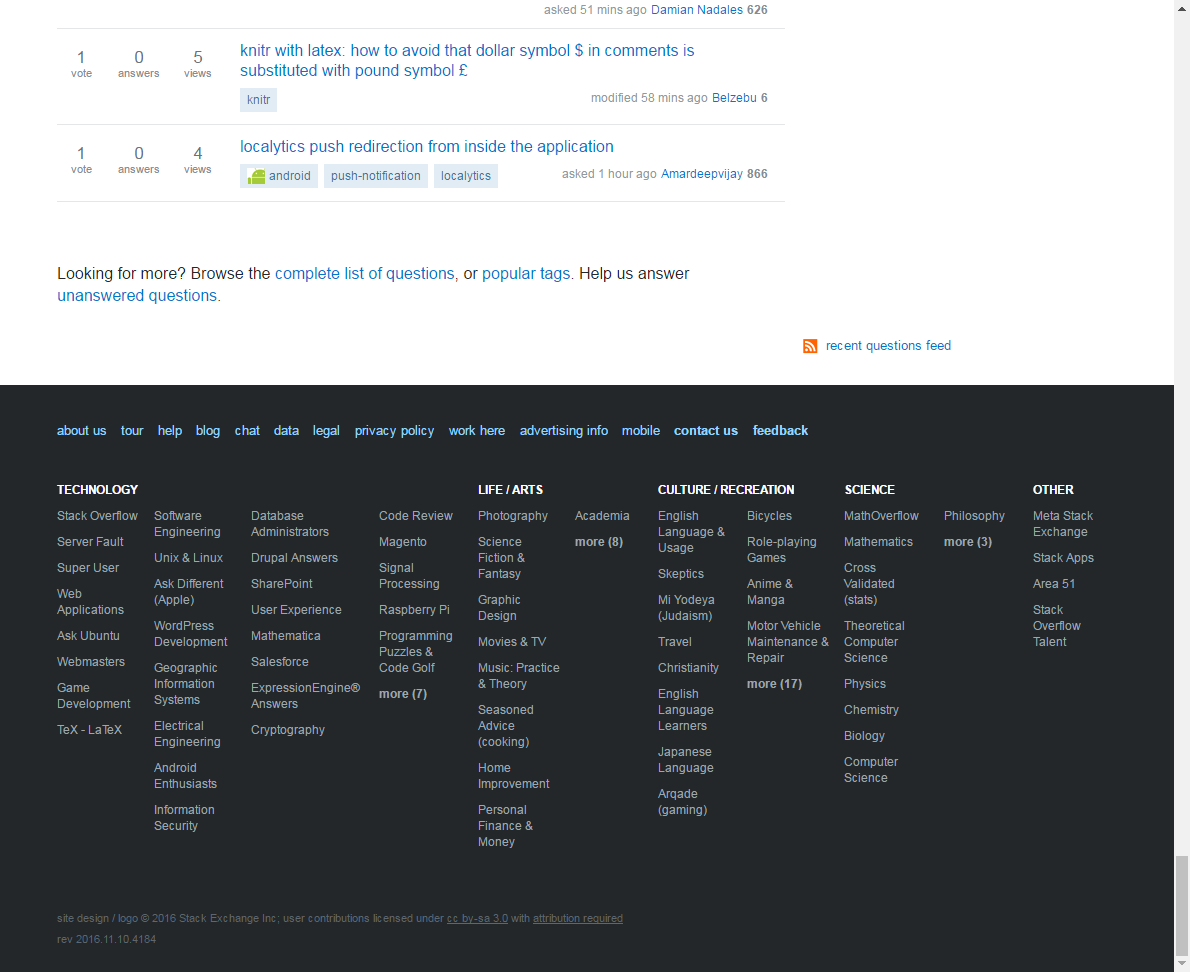 asked 51 mins ago Damian Nadales 626
1 0 5 knitr with latex: how to avoid that dollar symbol $ in comments is
vote answers views substituted with pound symbol £
knitr modified 58 mins ago Belzebu 6
1 0 4 localytics push redirection from inside the application
vote answers views
android push-notification localytics asked 1 hour ago Amardeepvijay 866
Looking for more? Browse the complete list of questions, or popular tags. Help us answer
unanswered questions.
recent questions feed
about us tour help blog chat data legal privacy policy work here advertising info mobile contact us feedback
TECHNOLOGY
Stack Overflow
Server Fault
Super User
Web
Applications
Ask Ubuntu
Webmasters
Game
Development
TeX - LaTeX
Software
Engineering
Unix & Linux
Ask Different
(Apple)
WordPress
Development
Geographic
Information
Systems
Electrical
Engineering
Android
Enthusiasts
Information
Security
Database
Administrators
Drupal Answers
SharePoint
User Experience
Mathematica
Salesforce
ExpressionEngine®
Answers
Cryptography
Code Review
Magento
Signal
Processing
Raspberry Pi
Programming
Puzzles &
Code Golf
more (7)
LIFE / ARTS
Photography
Science
Fiction &
Fantasy
Graphic
Design
Movies & TV
Music: Practice
& Theory
Seasoned
Advice
(cooking)
Home
Improvement
Personal
Finance &
Money
Academia
more (8)
CULTURE / RECREATION
English
Language &
Usage
Skeptics
Mi Yodeya
(Judaism)
Travel
Christianity
English
Language
Learners
Japanese
Language
Arqade
(gaming)
Bicycles
Role-playing
Games
Anime &
Manga
Motor Vehicle
Maintenance &
Repair
more (17)
SCIENCE
MathOverflow
Mathematics
Cross
Validated
(stats)
Theoretical
Computer
Science
Physics
Chemistry
Biology
Computer
Science
Philosophy
more (3)
OTHER
Meta Stack
Exchange
Stack Apps
Area 51
Stack
Overflow
Talent
site design / logo © 2016 Stack Exchange Inc; user contributions licensed under cc by-sa 3.0 with attribution required
rev 2016.11.10.4184